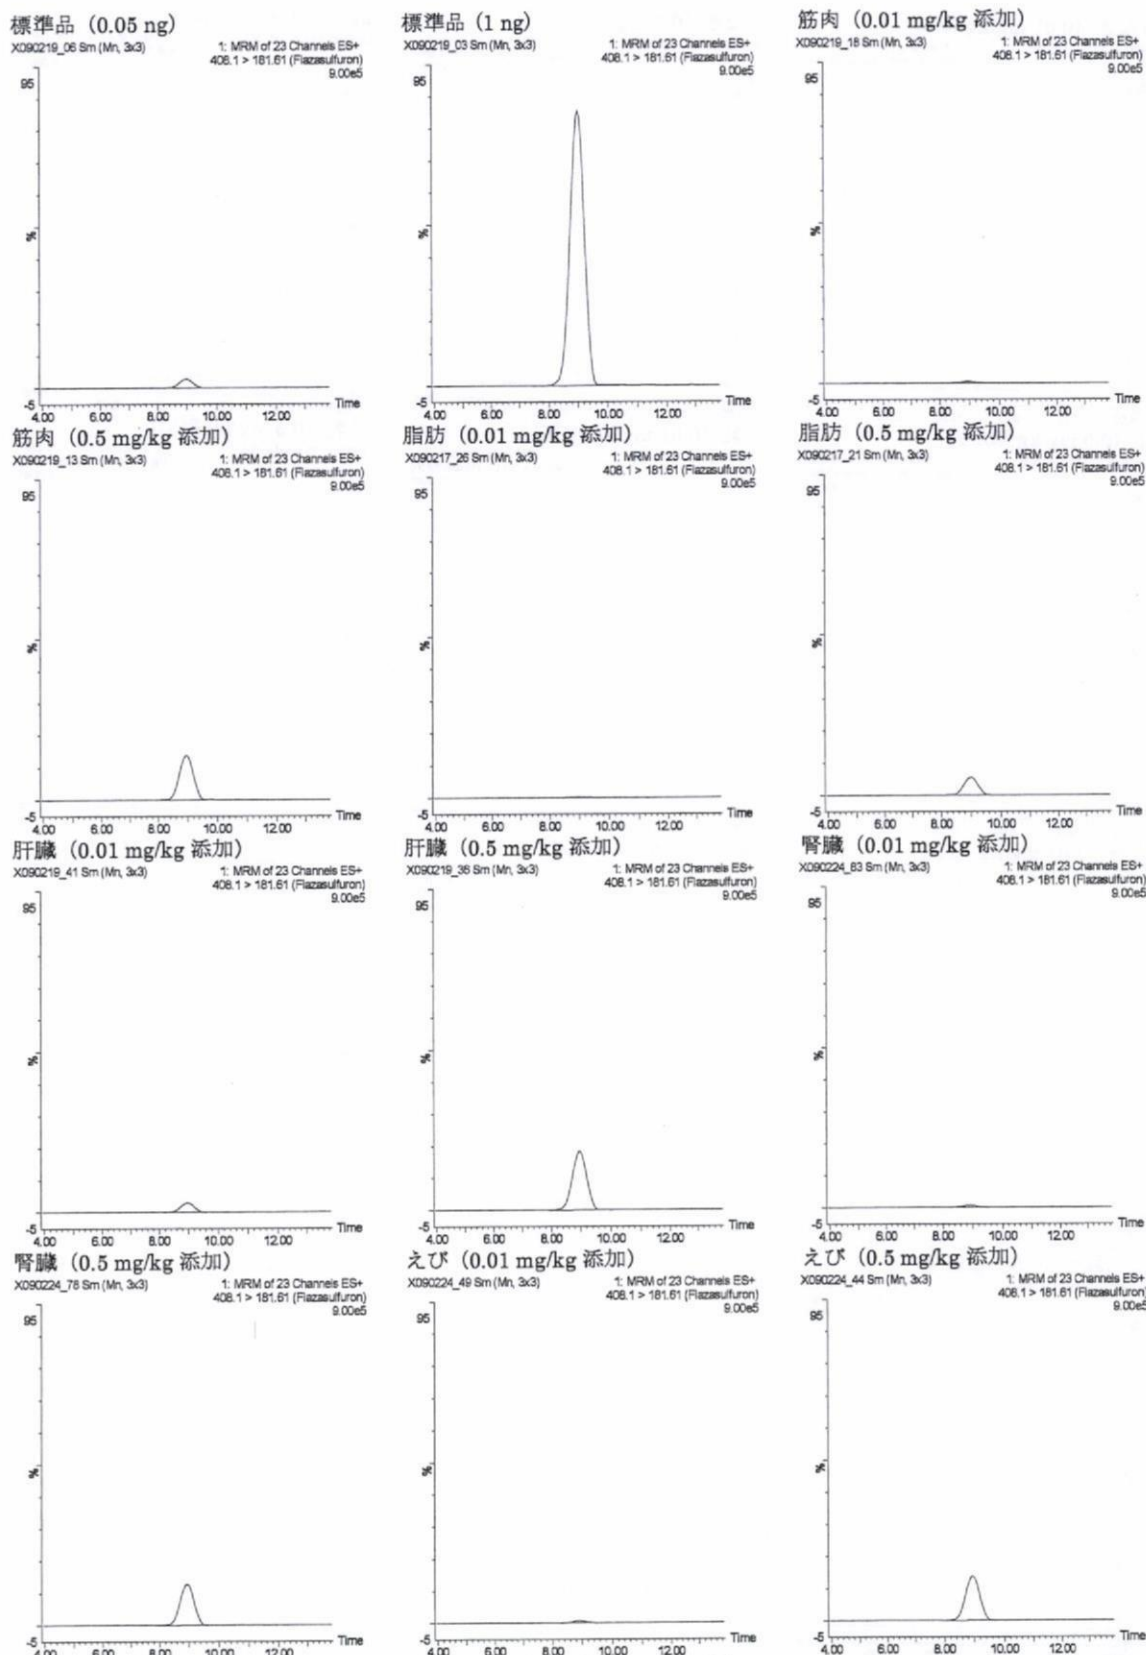 標準品 (0.05 ng)
X090219_06 Sm (Mn, 3x3)
1: MRM of 23 Channels ES+
408.1 > 181.61 (Flazasulfuron)
9.00e5
95
%
-5
4.00 6.00 8.00 10.00 12.00
Time
標準品 (1 ng)
X090219_03 Sm (Mn, 3x3)
1: MRM of 23 Channels ES+
408.1 > 181.61 (Flazasulfuron)
9.00e5
95
%
-5
4.00 6.00 8.00 10.00 12.00
Time
筋肉 (0.01 mg/kg 添加)
X090219_18 Sm (Mn, 3x3)
1: MRM of 23 Channels ES+
408.1 > 181.61 (Flazasulfuron)
9.00e5
95
%
-5
4.00 6.00 8.00 10.00 12.00
Time
筋肉 (0.5 mg/kg 添加)
X090219_13 Sm (Mn, 3x3)
1: MRM of 23 Channels ES+
408.1 > 181.61 (Flazasulfuron)
9.00e5
95
%
-5
4.00 6.00 8.00 10.00 12.00
Time
脂肪 (0.01 mg/kg 添加)
X090217_26 Sm (Mn, 3x3)
1: MRM of 23 Channels ES+
408.1 > 181.61 (Flazasulfuron)
9.00e5
95
%
-5
4.00 6.00 8.00 10.00 12.00
Time
脂肪 (0.5 mg/kg 添加)
X090217_21 Sm (Mn, 3x3)
1: MRM of 23 Channels ES+
408.1 > 181.61 (Flazasulfuron)
9.00e5
95
%
-5
4.00 6.00 8.00 10.00 12.00
Time
肝臓 (0.01 mg/kg 添加)
X090219_41 Sm (Mn, 3x3)
1: MRM of 23 Channels ES+
408.1 > 181.61 (Flazasulfuron)
9.00e5
95
%
-5
4.00 6.00 8.00 10.00 12.00
Time
肝臓 (0.5 mg/kg 添加)
X090219_36 Sm (Mn, 3x3)
1: MRM of 23 Channels ES+
408.1 > 181.61 (Flazasulfuron)
9.00e5
95
%
-5
4.00 6.00 8.00 10.00 12.00
Time
腎臓 (0.01 mg/kg 添加)
X090224_83 Sm (Mn, 3x3)
1: MRM of 23 Channels ES+
408.1 > 181.61 (Flazasulfuron)
9.00e5
95
%
-5
4.00 6.00 8.00 10.00 12.00
Time
腎臓 (0.5 mg/kg 添加)
X090224_78 Sm (Mn, 3x3)
1: MRM of 23 Channels ES+
408.1 > 181.61 (Flazasulfuron)
9.00e5
95
%
-5
4.00 6.00 8.00 10.00 12.00
Time
えび (0.01 mg/kg 添加)
X090224_49 Sm (Mn, 3x3)
1: MRM of 23 Channels ES+
408.1 > 181.61 (Flazasulfuron)
9.00e5
95
%
-5
4.00 6.00 8.00 10.00 12.00
Time
えび (0.5 mg/kg 添加)
X090224_44 Sm (Mn, 3x3)
1: MRM of 23 Channels ES+
408.1 > 181.61 (Flazasulfuron)
9.00e5
95
%
-5
4.00 6.00 8.00 10.00 12.00
Time